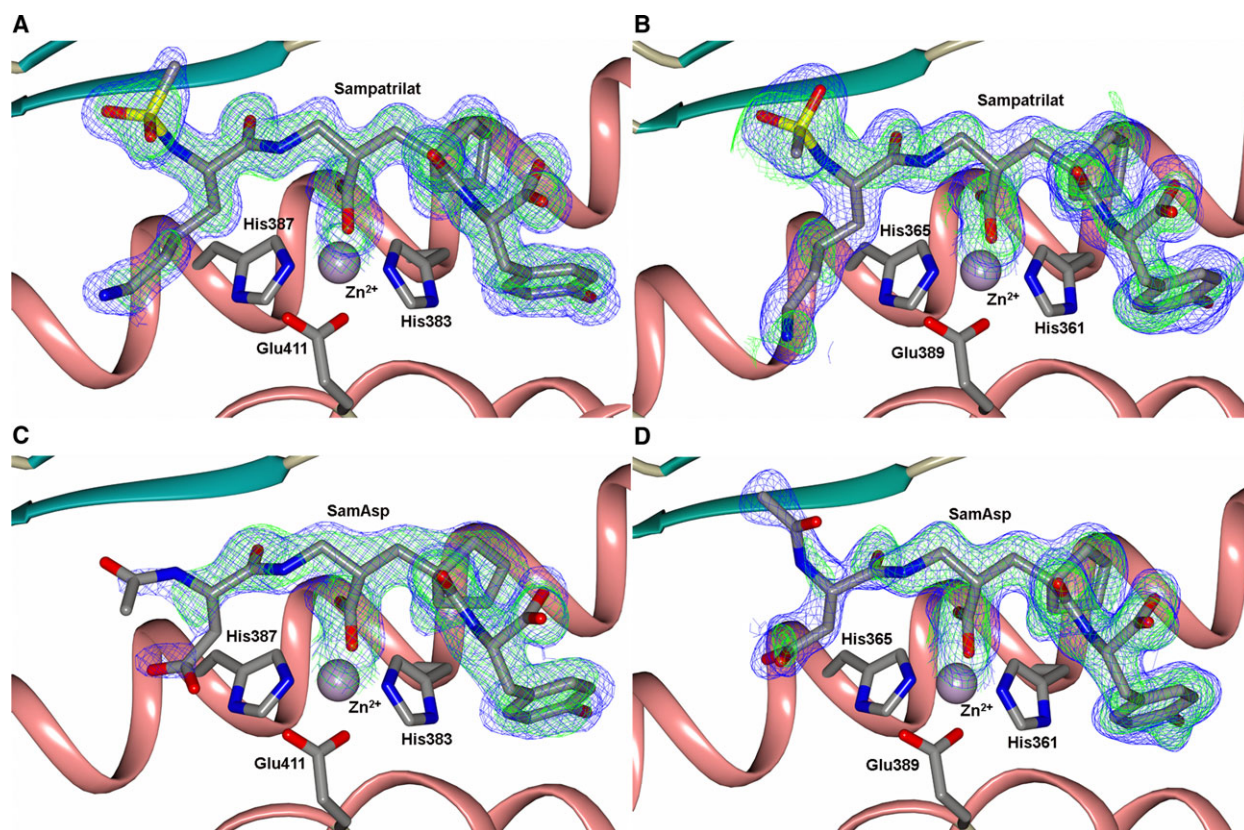 A
Sampatrilat
His387
Zn2+
His383
Glu411
B
Sampatrilat
His365
Zn2+
His361
Glu389
C
SamAsp
His387
Zn2+
His383
Glu411
D
SamAsp
His365
Zn2+
His361
Glu389